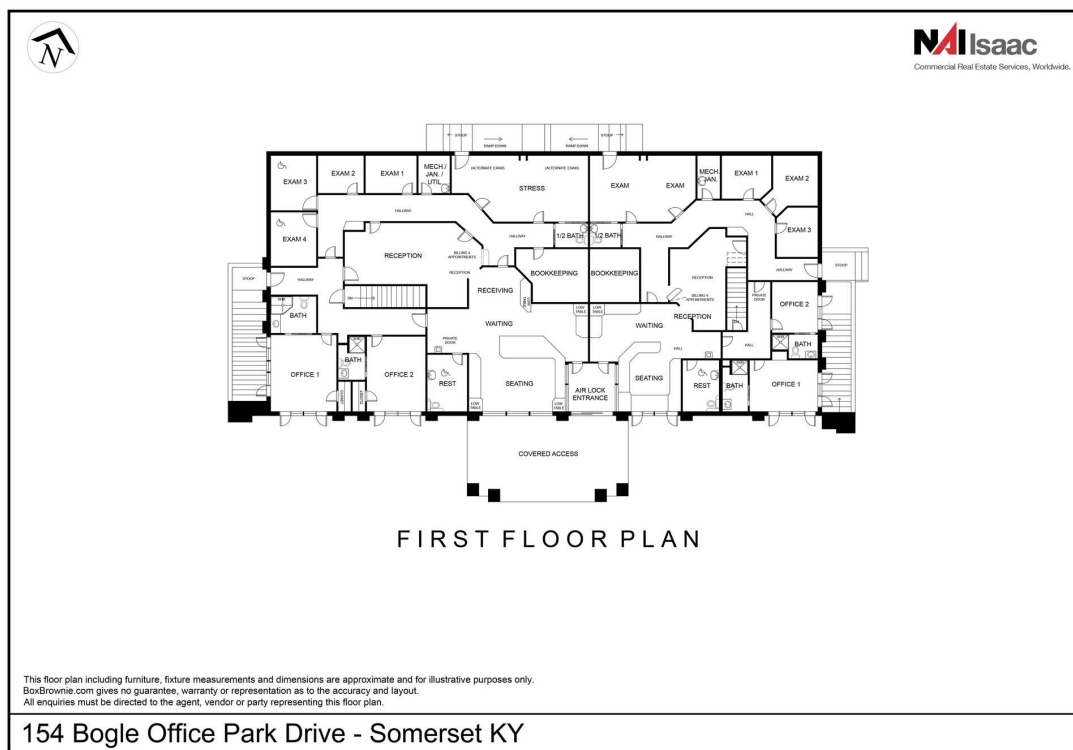 N
NAI Isaac
Commercial Real Estate Services, Worldwide.
STOOP
RAMP DOWN
RAMP DOWN
STOOP
EXAM 3
EXAM 2
EXAM 1
MECH./
JAN. /
UTIL.
(ALTERNATE EXAM)
(ALTERNATE EXAM)
STRESS
EXAM
EXAM
MECH.
JAN.
EXAM 1
EXAM 2
HALLWAY
HALL
EXAM 4
EXAM 3
HALLWAY
1/2 BATH
1/2 BATH
HALLWAY
RECEPTION
BILLING &
APPOINTMENTS
RECEPTION
BOOKKEEPING
BOOKKEEPING
RECEPTION
BILLING &
APPOINTMENTS
HALLWAY
STOOP
STOOP
HALLWAY
RECEIVING
PRIVATE
DOOR
OFFICE 2
DN
BATH
WAITING
LOW
TABLE
LOW
TABLE
WAITING
RECEPTION
PRIVATE
DOOR
HALL
HALL
BATH
OFFICE 1
BATH
OFFICE 2
REST
SEATING
AIR LOCK
ENTRANCE
SEATING
REST
BATH
OFFICE 1
CLOSET
LOW
TABLE
LOW
TABLE
COVERED ACCESS
FIRST FLOOR PLAN
This floor plan including furniture, fixture measurements and dimensions are approximate and for illustrative purposes only.
BoxBrownie.com gives no guarantee, warranty or representation as to the accuracy and layout.
All enquiries must be directed to the agent, vendor or party representing this floor plan.
154 Bogle Office Park Drive - Somerset KY